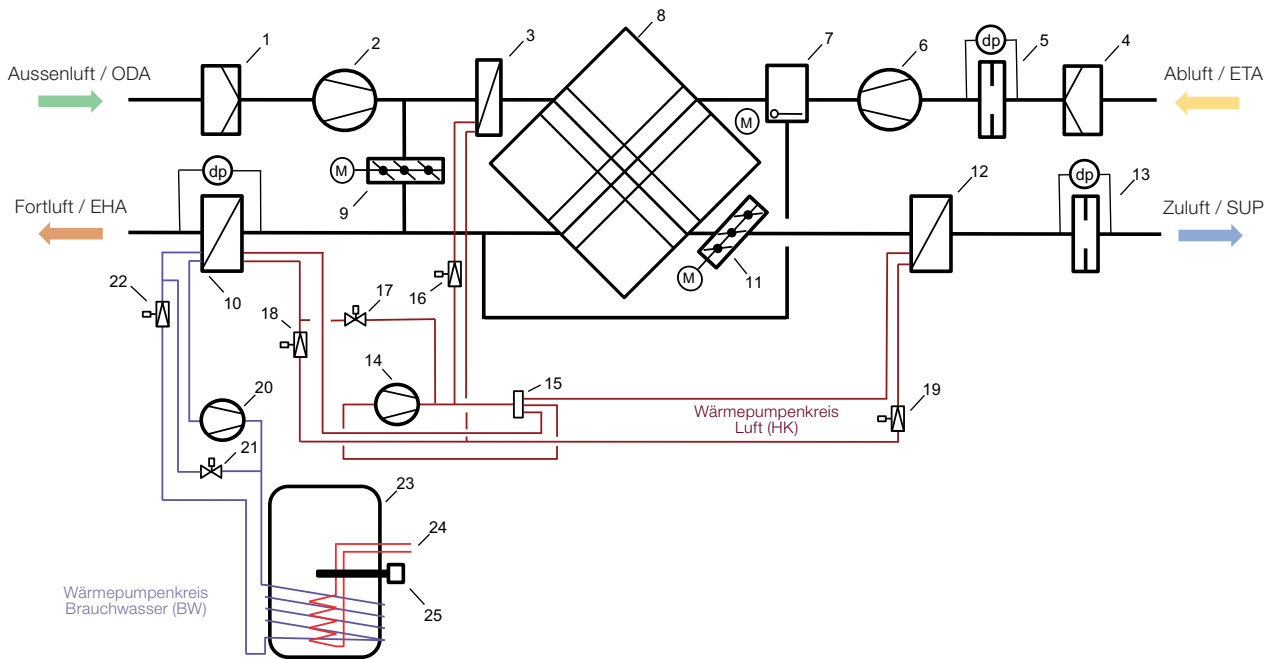 1
2
3
8
7
6
5
4
dp
Aussenluft / ODA
Abluft / ETA
M
M
9
dp
12
dp
13
Fortluft / EHA
Zuluft / SUP
M
11
10
22
16
17
18
14
15
19
20
21
Wärmepumpenkreis
Luft (HK)
23
24
25
Wärmepumpenkreis
Brauchwasser (BW)